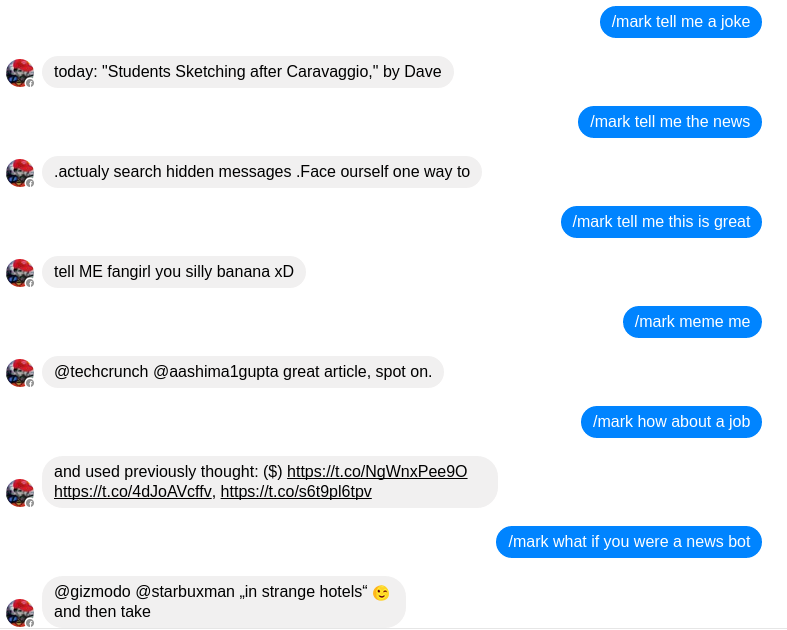 /mark tell me a joke
today: "Students Sketching after Caravaggio," by Dave
/mark tell me the news
.actualy search hidden messages .Face ourself one way to
/mark tell me this is great
tell ME fangirl you silly banana xD
/mark meme me
@techcrunch @aashima1gupta great article, spot on.
/mark how about a job
and used previously thought: ($) https://t.co/NgWnxPee9O
https://t.co/4dJoAVcffv, https://t.co/s6t9pl6tpv
/mark what if you were a news bot
@gizmodo @starbuxman „in strange hotels“ 😉
and then take